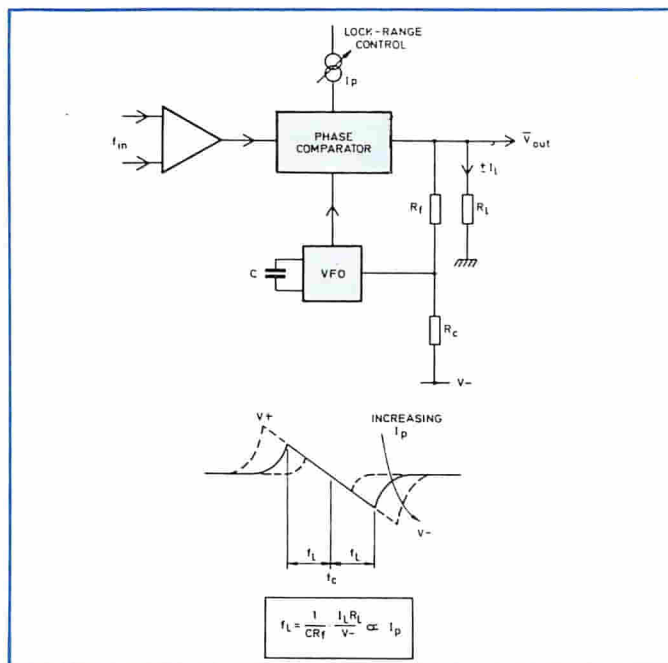 LOCK-RANGE
CONTROL
Ip
fin
PHASE
COMPARATOR
V̅out
±IL
Rf
RL
C
VFO
Rc
V-
V+
INCREASING
Ip
V-
fL
fL
fc
fL = 1/CRf · ILRL/V- ∝ Ip